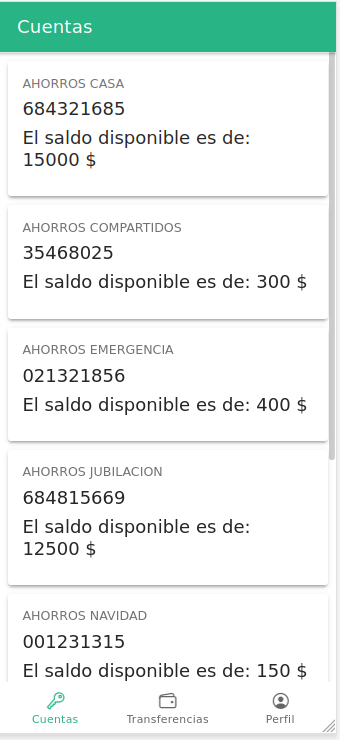 Cuentas
AHORROS CASA
684321685
El saldo disponible es de:
15000 $
AHORROS COMPARTIDOS
35468025
El saldo disponible es de: 300 $
AHORROS EMERGENCIA
021321856
El saldo disponible es de: 400 $
AHORROS JUBILACION
684815669
El saldo disponible es de:
12500 $
AHORROS NAVIDAD
001231315
El saldo disponible es de: 150 $
Cuentas Transferencias Perfil